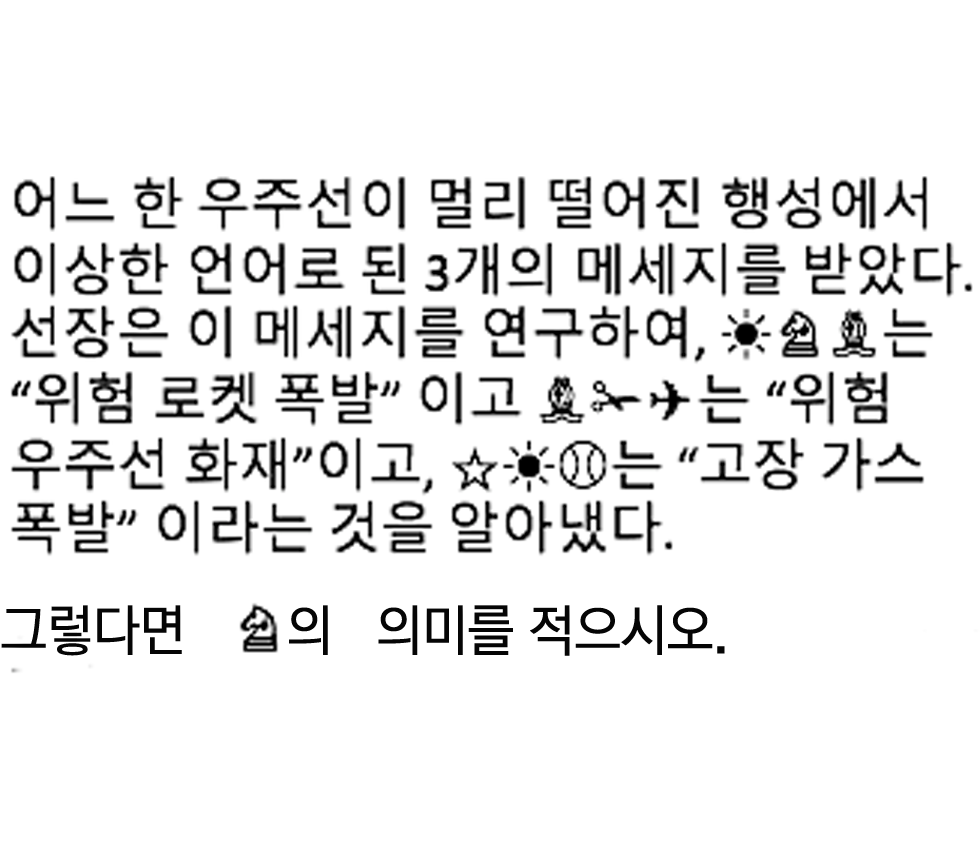 어느 한 우주선이 멀리 떨어진 행성에서
이상한 언어로 된 3개의 메세지를 받았다.
선장은 이 메세지를 연구하여, ☀♞♝는
“위험 로켓 폭발” 이고 ♝✂✈는 “위험
우주선 화재”이고, ☆☀⚾는 “고장 가스
폭발” 이라는 것을 알아냈다.
그렇다면 ♞의 의미를 적으시오.